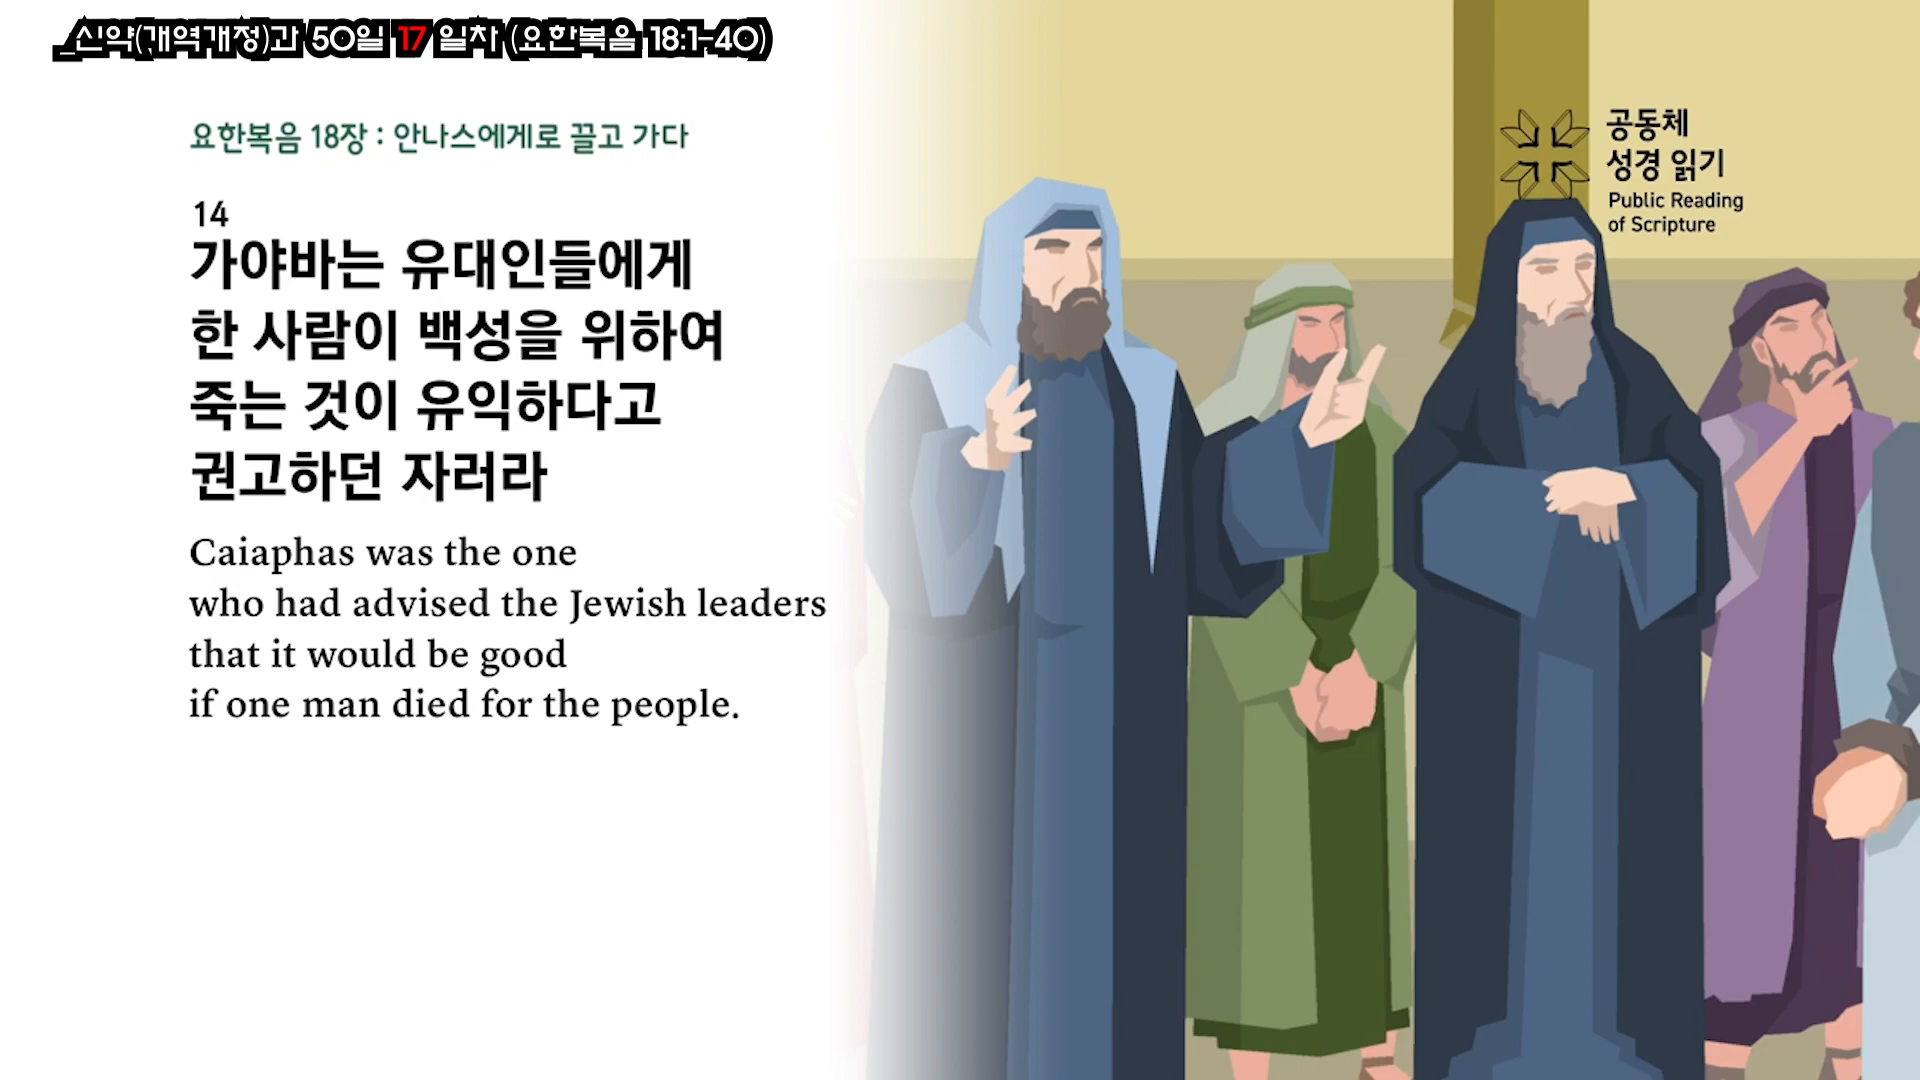 _신약(개역개정)과 50일 17 일차 (요한복음 18:1-40)
요한복음 18장 : 안나스에게로 끌고 가다
14
가야바는 유대인들에게
한 사람이 백성을 위하여
죽는 것이 유익하다고
권고하던 자러라
Caiaphas was the one
who had advised the Jewish leaders
that it would be good
if one man died for the people.
공동체
성경 읽기
Public Reading
of Scripture